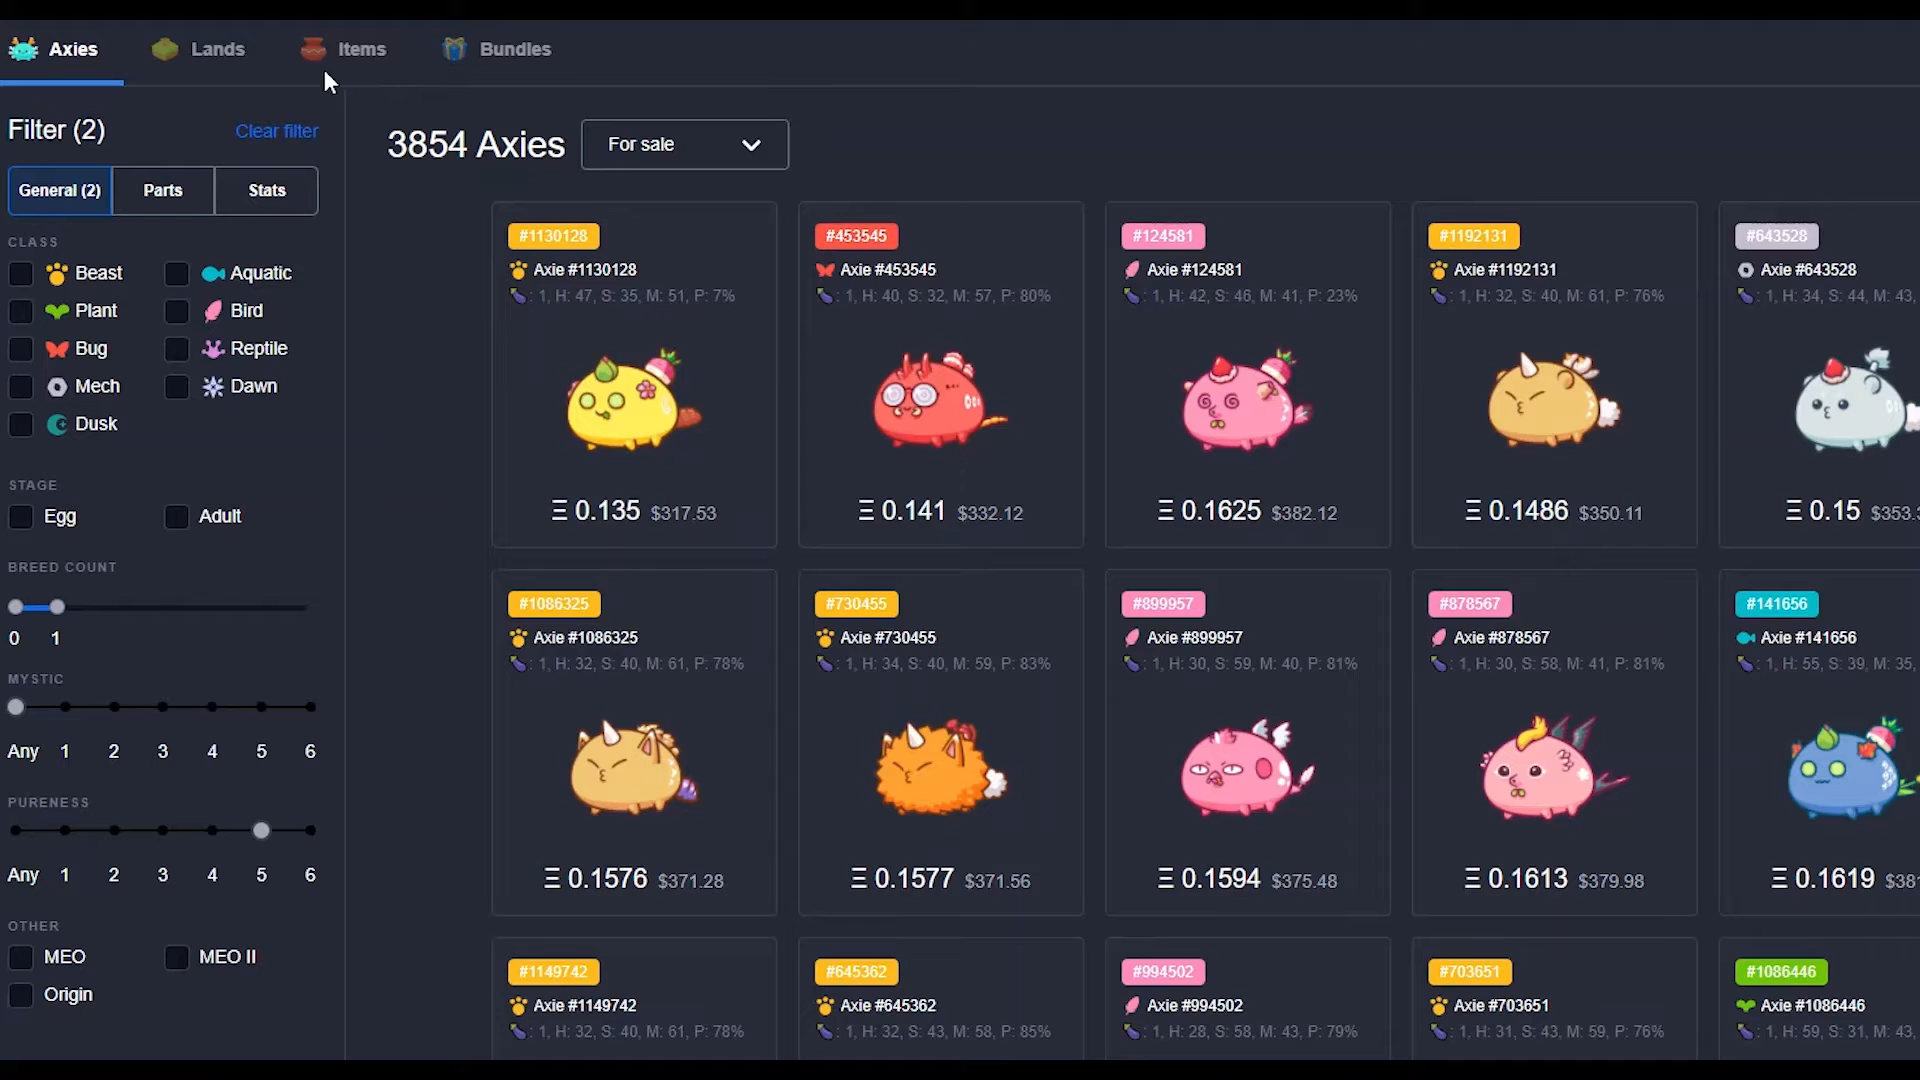 Axies Lands Items Bundles
Filter (2) Clear filter
General (2) Parts Stats
CLASS
Beast Aquatic
Plant Bird
Bug Reptile
Mech Dawn
Dusk
STAGE
Egg Adult
BREED COUNT
0 1
MYSTIC
Any 1 2 3 4 5 6
PURENESS
Any 1 2 3 4 5 6
OTHER
MEO MEO II
Origin
3854 Axies For sale
#1130128 #453545 #124581 #1192131 #643528
Axie #1130128 Axie #453545 Axie #124581 Axie #1192131 Axie #643528
: 1, H: 47, S: 35, M: 51, P: 7% : 1, H: 40, S: 32, M: 57, P: 80% : 1, H: 42, S: 46, M: 41, P: 23% : 1, H: 32, S: 40, M: 61, P: 76% : 1, H: 34, S: 44, M: 43,
Ξ 0.135 $317.53 Ξ 0.141 $332.12 Ξ 0.1625 $382.12 Ξ 0.1486 $350.11 Ξ 0.15 $353.
#1086325 #730455 #899957 #878567 #141656
Axie #1086325 Axie #730455 Axie #899957 Axie #878567 Axie #141656
: 1, H: 32, S: 40, M: 61, P: 78% : 1, H: 34, S: 40, M: 59, P: 83% : 1, H: 30, S: 59, M: 40, P: 81% : 1, H: 30, S: 58, M: 41, P: 81% : 1, H: 55, S: 39, M: 35,
Ξ 0.1576 $371.28 Ξ 0.1577 $371.56 Ξ 0.1594 $375.48 Ξ 0.1613 $379.98 Ξ 0.1619 $381
#1149742 #645362 #994502 #703651 #1086446
Axie #1149742 Axie #645362 Axie #994502 Axie #703651 Axie #1086446
: 1, H: 32, S: 40, M: 61, P: 78% : 1, H: 32, S: 43, M: 58, P: 85% : 1, H: 28, S: 58, M: 43, P: 79% : 1, H: 31, S: 43, M: 59, P: 76% : 1, H: 59, S: 31, M: 43,